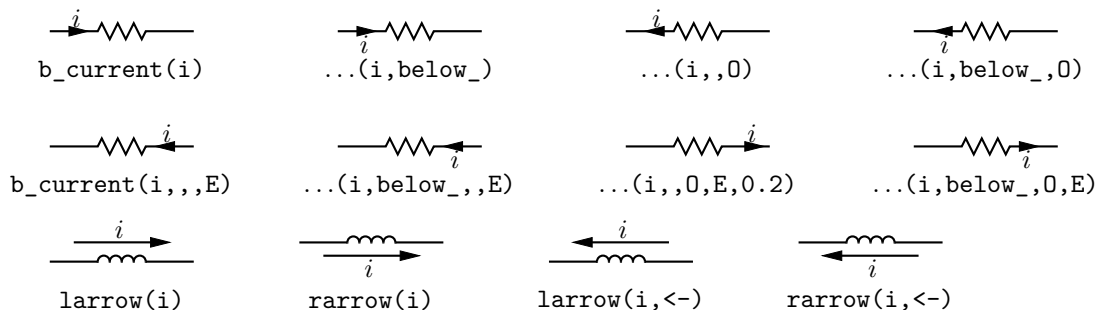 i i i i
b_current(i) ...(i,below_) ...(i,,O) ...(i,below_,O)
i i i i
b_current(i,,,E) ...(i,below_,,E) ...(i,,O,E,0.2) ...(i,below_,O,E)
i i i i
larrow(i) rarrow(i) larrow(i,<-) rarrow(i,<-)